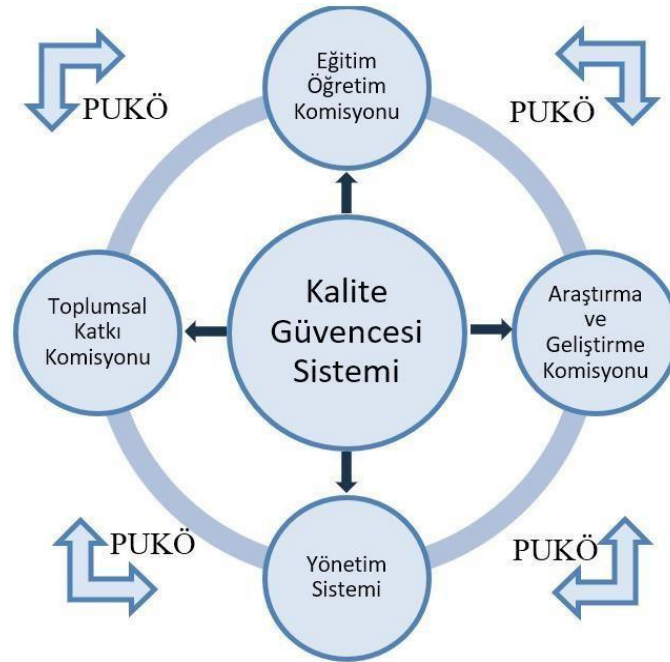 Eğitim
Öğretim
Komisyonu
PUKÖ
PUKÖ
Toplumsal
Katkı
Komisyonu
Kalite
Güvencesi
Sistemi
Araştırma
ve
Geliştirme
Komisyonu
PUKÖ
PUKÖ
Yönetim
Sistemi